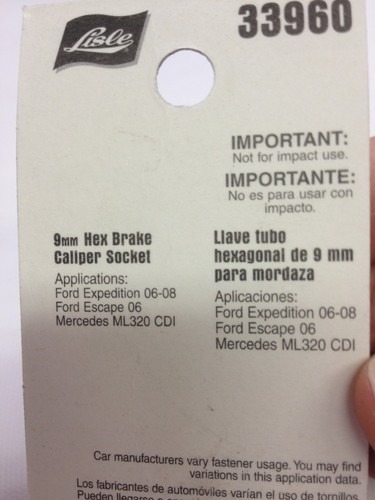 Lisle
33960
IMPORTANT:
Not for impact use.
IMPORTANTE:
No es para usar con
impacto.
9MM Hex Brake
Caliper Socket
Applications:
Ford Expedition 06-08
Ford Escape 06
Mercedes ML320 CDI
Llave tubo
hexagonal de 9 mm
para mordaza
Aplicaciones:
Ford Expedition 06-08
Ford Escape 06
Mercedes ML320 CDI
Car manufacturers vary fastener usage. You may find
variations in this application data.
Los fabricantes de automóviles varían el uso de tornillos.